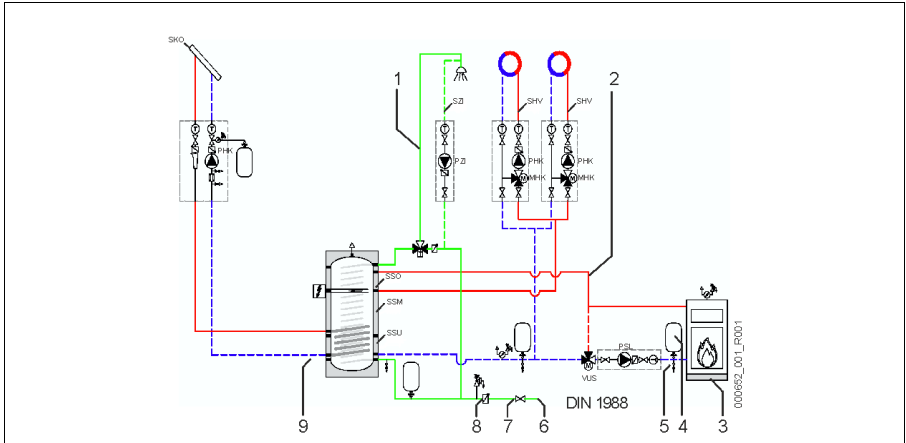 SKO
1
2
SZI
SHV
SHV
T
T
T
T
T
T
T
PHK
PZI
PHK
PHK
M
MHK
M
MHK
SSO
SSM
SSU
PSL
M
VUS
DIN 1988
9
8
7
6
5
4
3
000652_001_R001